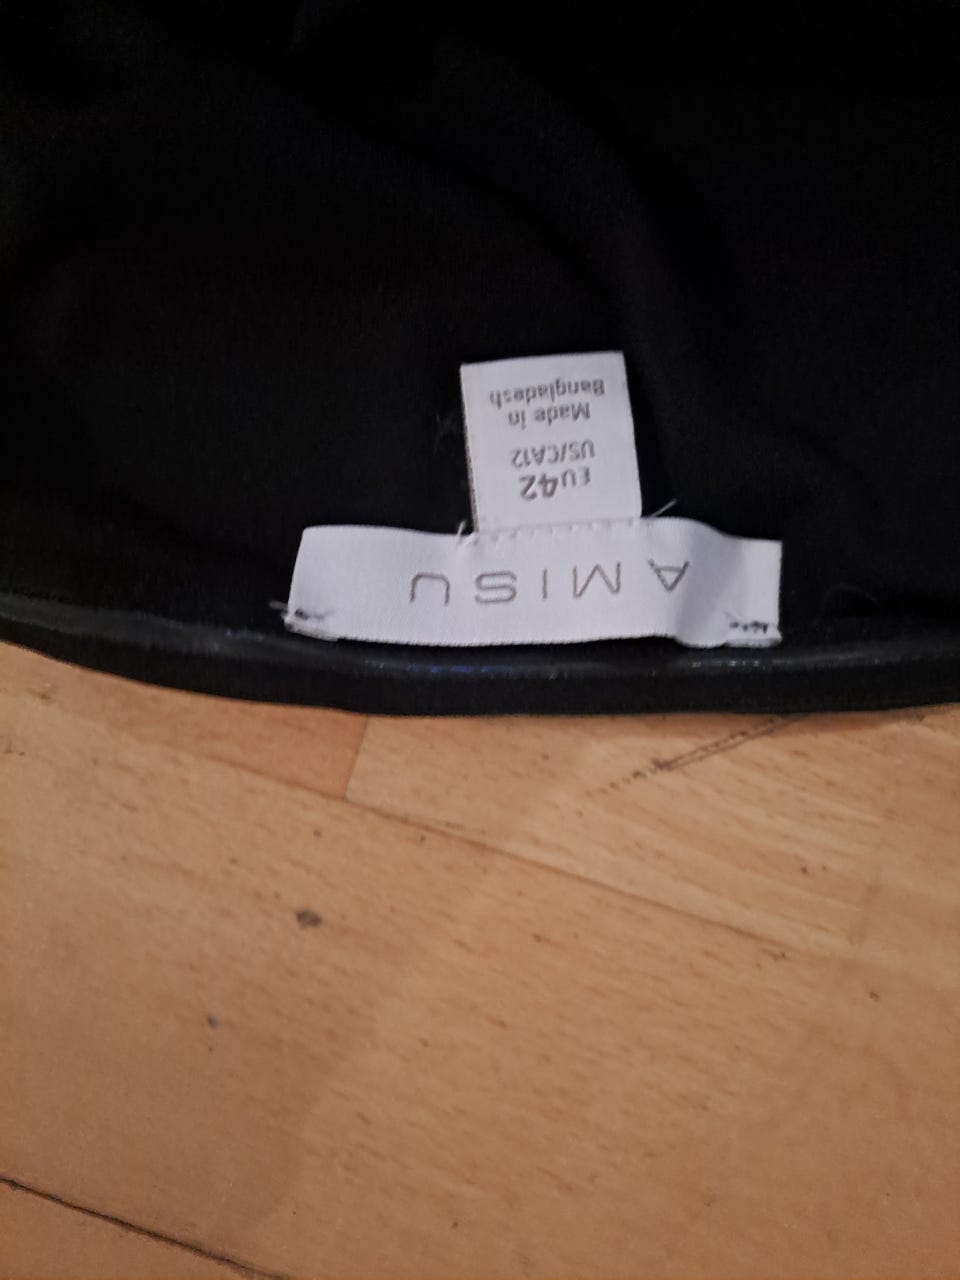 AMISU
EU42
US/CA12
Made in
Bangladesh